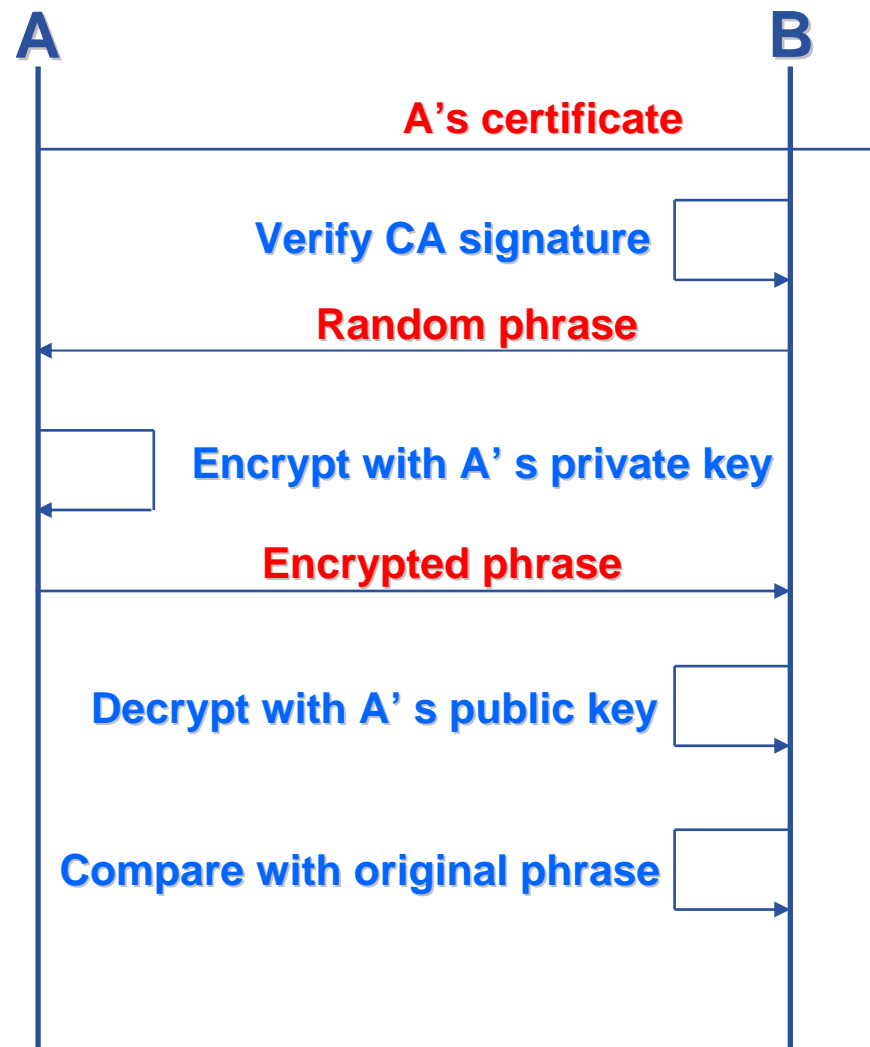 A
B
A’s certificate
Verify CA signature
Random phrase
Encrypt with A’ s private key
Encrypted phrase
Decrypt with A’ s public key
Compare with original phrase